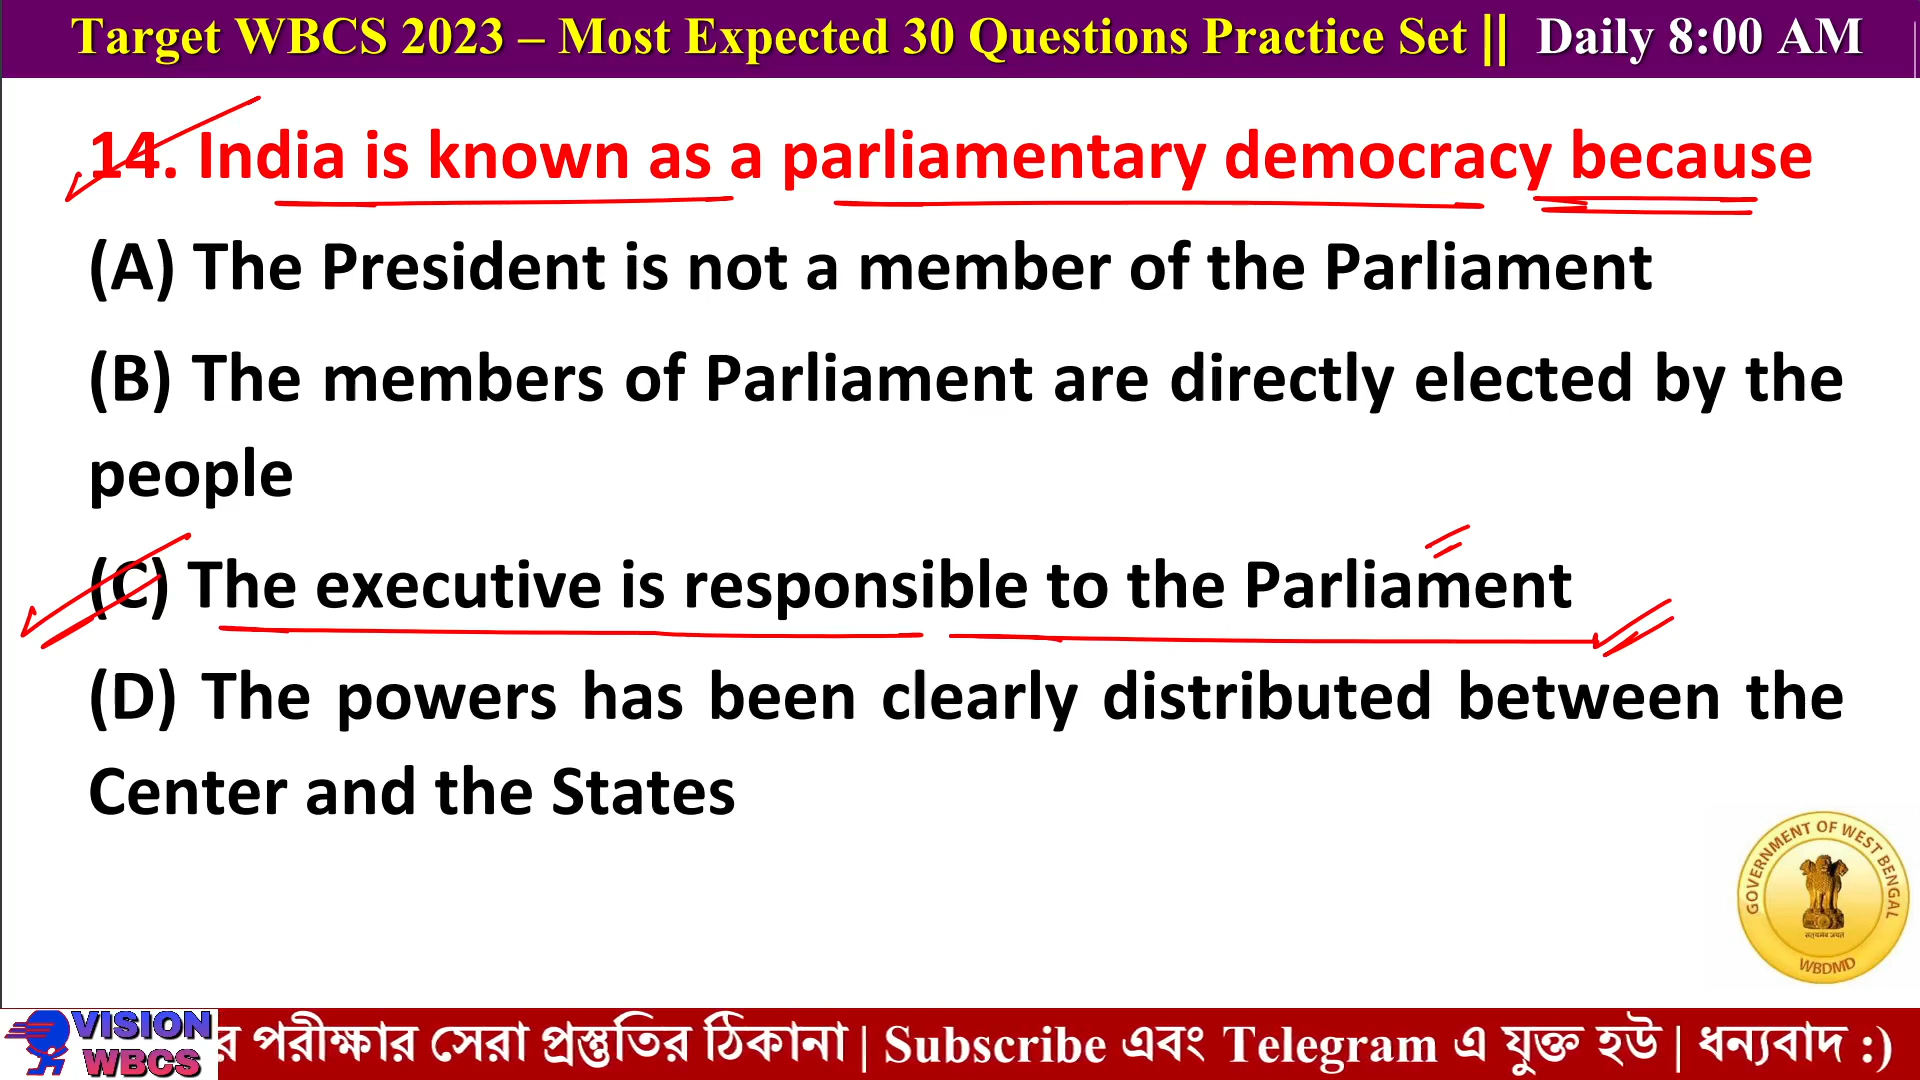 Target WBCS 2023 – Most Expected 30 Questions Practice Set || Daily 8:00 AM
14. India is known as a parliamentary democracy because
(A) The President is not a member of the Parliament
(B) The members of Parliament are directly elected by the
people
(C) The executive is responsible to the Parliament
(D) The powers has been clearly distributed between the
Center and the States
GOVERNMENT OF WEST BENGAL
सत्यमेव जयते
WBDMD
VISION
WBCS
র পরীক্ষার সেরা প্রস্তুতির ঠিকানা | Subscribe এবং Telegram এ যুক্ত হউ | ধন্যবাদ :)